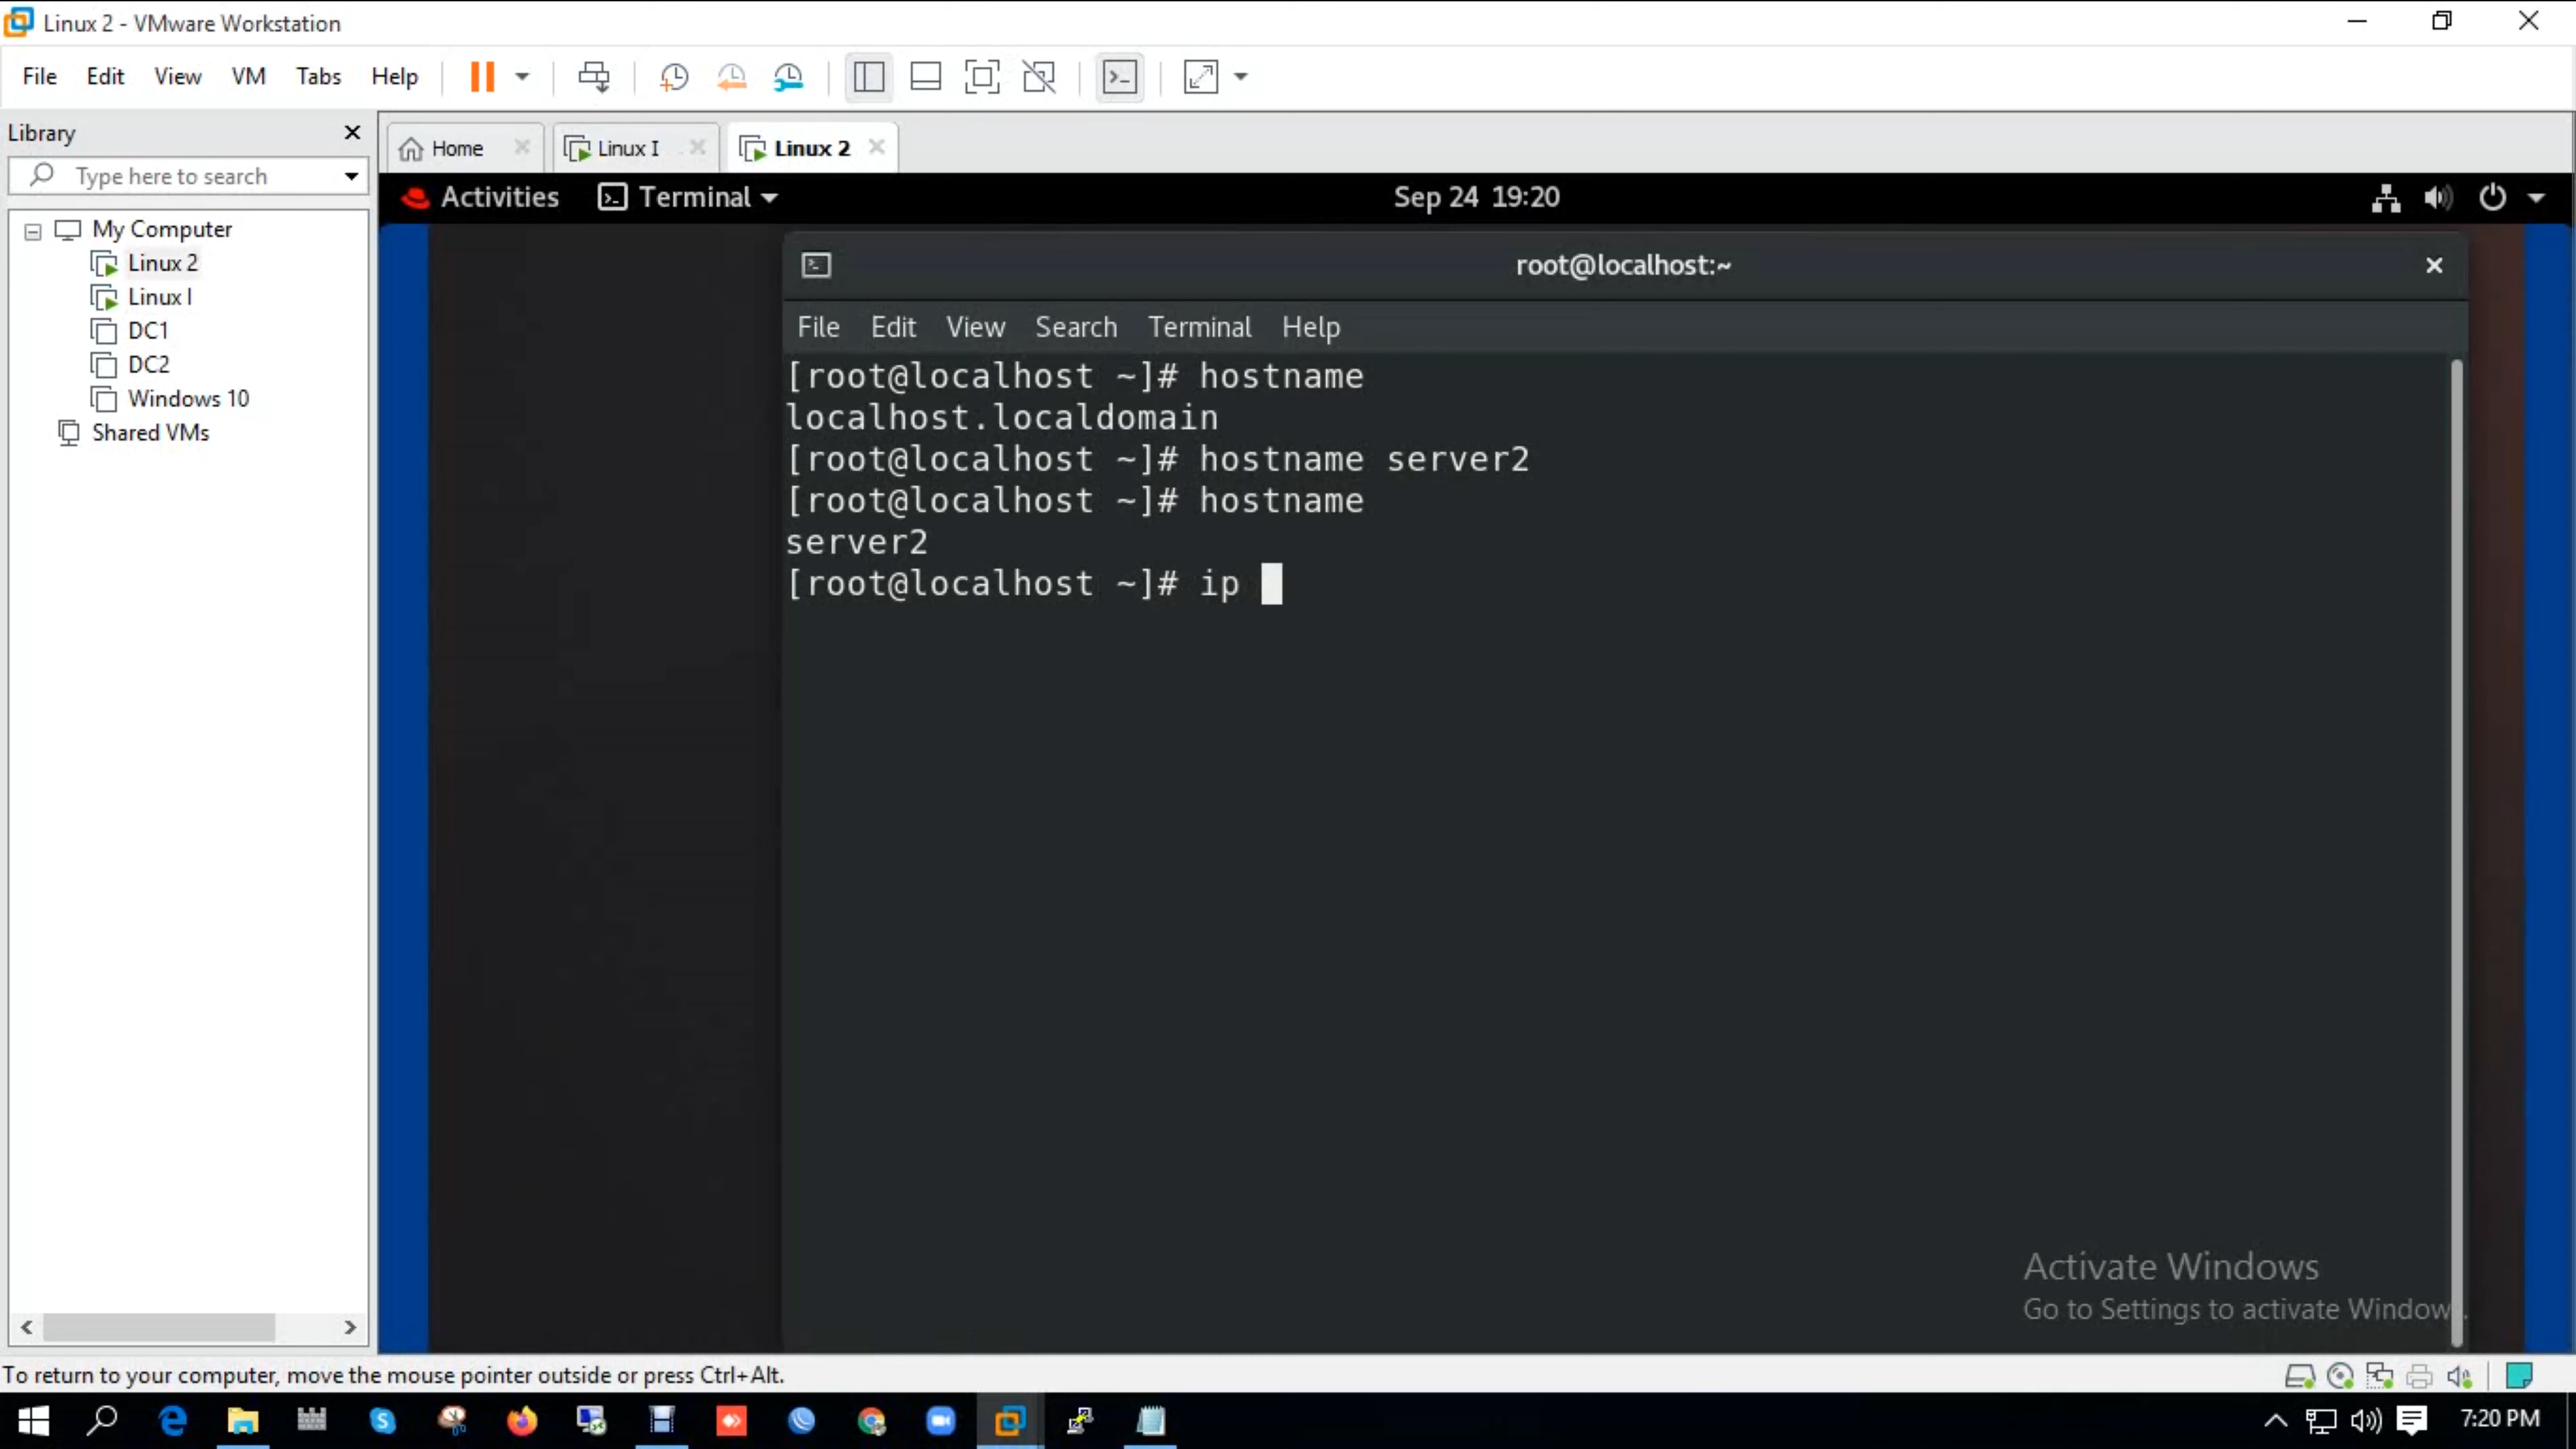 Linux 2 - VMware Workstation
File Edit View VM Tabs Help
Library
Type here to search
My Computer
Linux 2
Linux I
DC1
DC2
Windows 10
Shared VMs
Home Linux I Linux 2
Activities Terminal Sep 24 19:20
root@localhost:~
File Edit View Search Terminal Help
[root@localhost ~]# hostname
localhost.localdomain
[root@localhost ~]# hostname server2
[root@localhost ~]# hostname
server2
[root@localhost ~]# ip
Activate Windows
Go to Settings to activate Windows.
To return to your computer, move the mouse pointer outside or press Ctrl+Alt.
7:20 PM